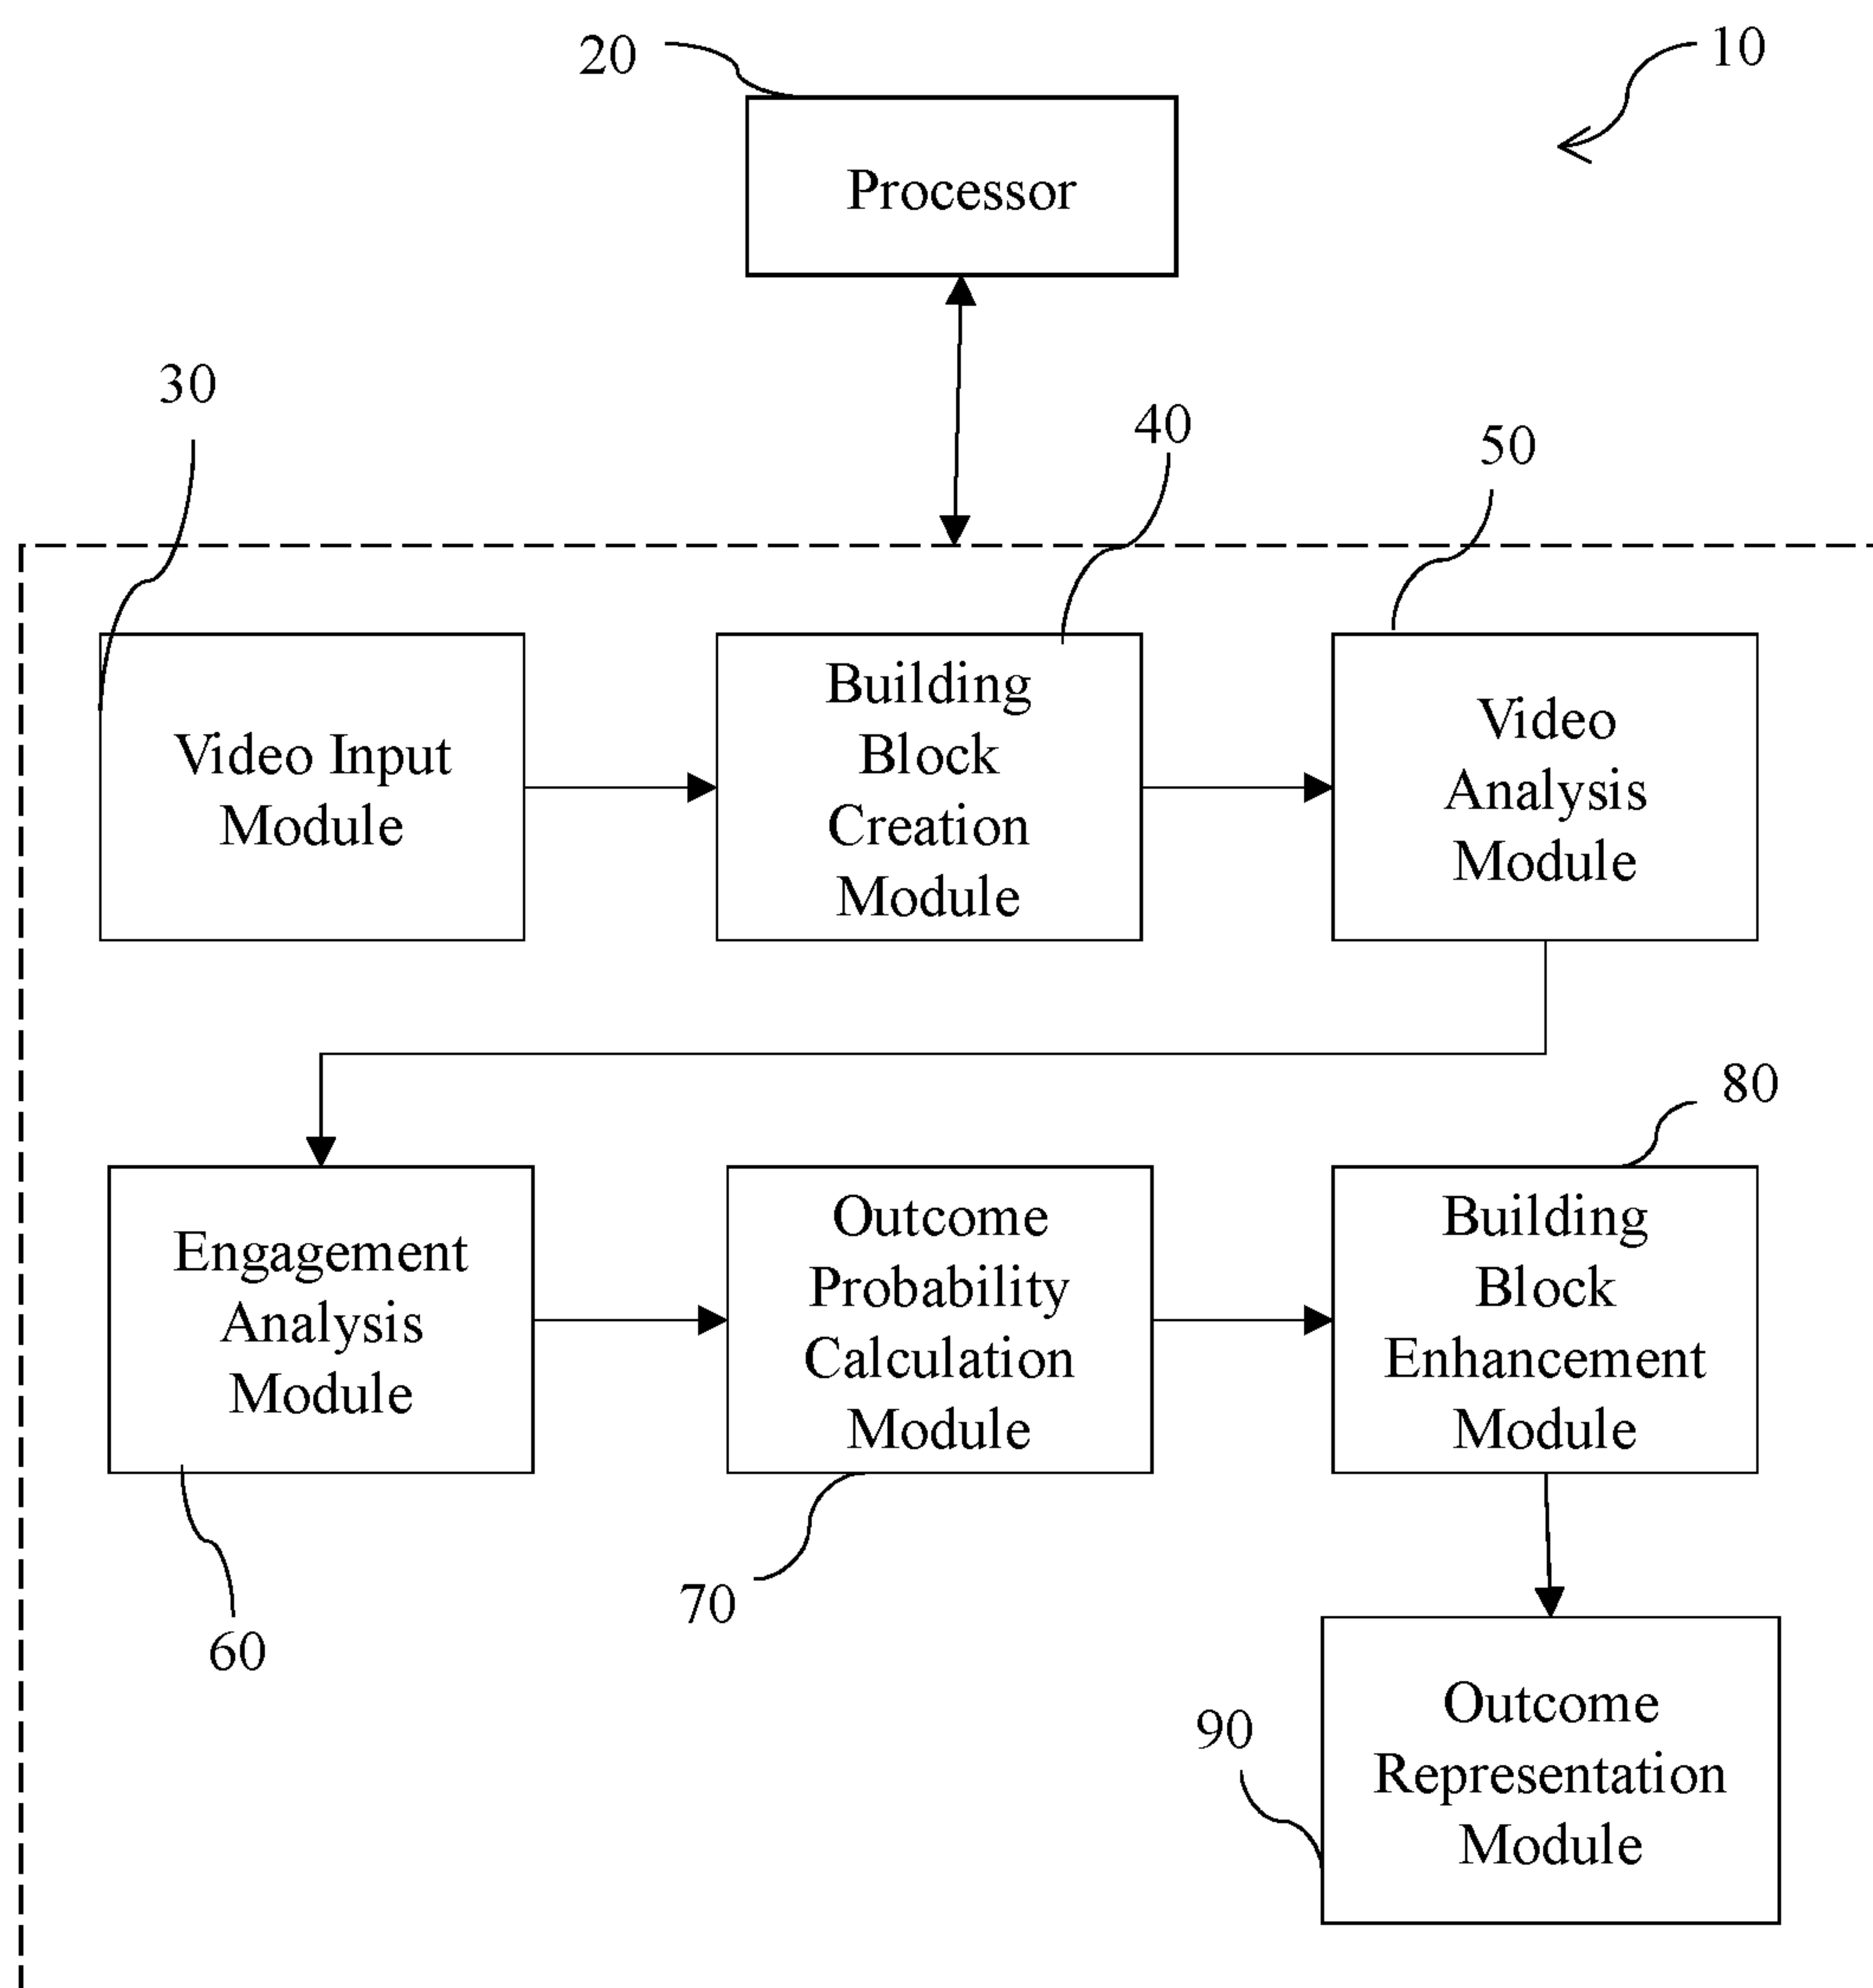 20
10
Processor
30
40
50
Video Input
Module
Building
Block
Creation
Module
Video
Analysis
Module
80
Engagement
Analysis
Module
Outcome
Probability
Calculation
Module
Building
Block
Enhancement
Module
60
70
90
Outcome
Representation
Module